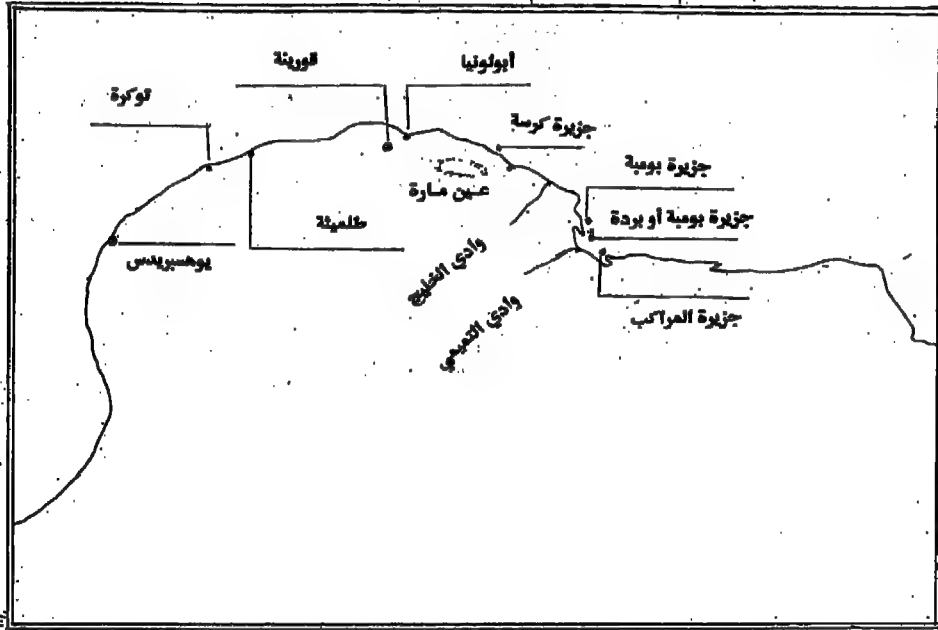 أبولونيا
قورينة
توكرة
جزيرة كرسة
جزيرة بومبة
عين مارة
جزيرة بومبة أو بردة
طلميثة
وادي الخليج
يوهسبريدس
جزيرة المراكب
وادي التميمي